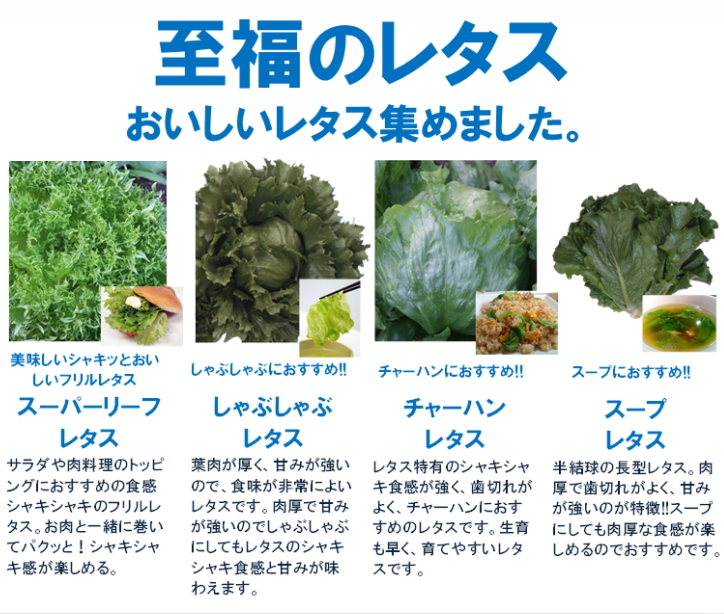 至福のレタス
おいしいレタス集めました。
美味しいシャキッとおい
しいフリルレタス
スーパーリーフ
レタス
サラダや肉料理のトッピ
ングにおすすめの食感
シャキシャキのフリルレ
タス。お肉と一緒に巻い
てパクッと！シャキシャ
キ感が楽しめる。
しゃぶしゃぶにおすすめ!!
しゃぶしゃぶ
レタス
葉肉が厚く、甘みが強い
ので、食味が非常によい
レタスです。肉厚で甘み
が強いのでしゃぶしゃぶ
にしてもレタスのシャキ
シャキ食感と甘みが味
わえます。
チャーハンにおすすめ!!
チャーハン
レタス
レタス特有のシャキシャ
キ食感が強く、歯切れが
よく、チャーハンにおす
すめのレタスです。生育
も早く、育てやすいレタ
スです。
スープにおすすめ!!
スープ
レタス
半結球の長型レタス。肉
厚で歯切れがよく、甘み
が強いのが特徴!!スープ
にしても肉厚な食感が楽
しめるのでおすすめです。